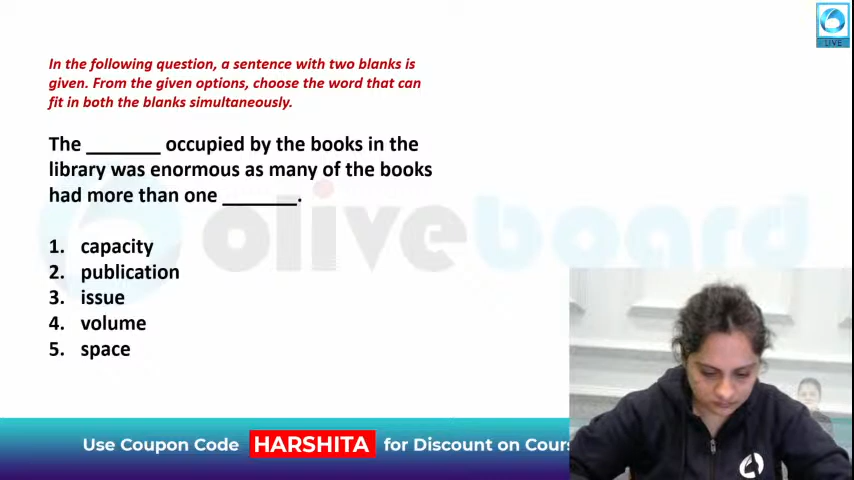 LIVE
In the following question, a sentence with two blanks is
given. From the given options, choose the word that can
fit in both the blanks simultaneously.
The _______ occupied by the books in the
library was enormous as many of the books
had more than one _______.
oliveboard
1. capacity
2. publication
3. issue
4. volume
5. space
Use Coupon Code HARSHITA for Discount on